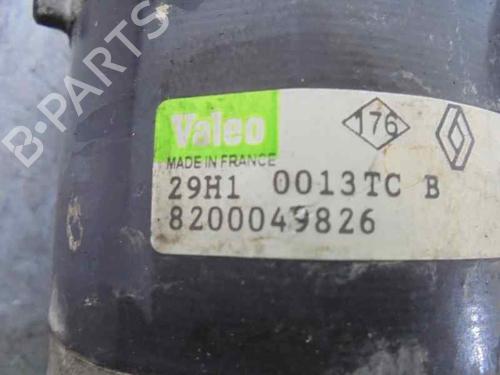 B-PARTS
Valeo
176
MADE IN FRANCE
29H1 0013TC B
8200049826